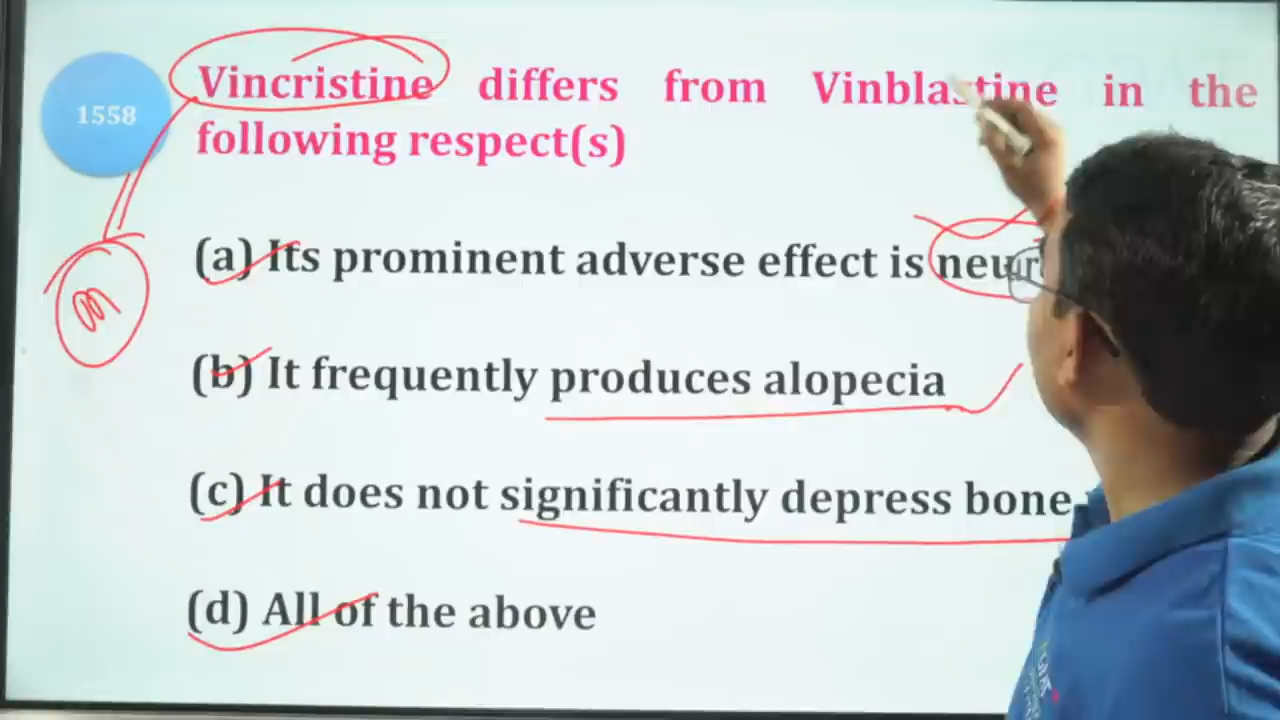 1558
Vincristine differs from Vinblastine in the
following respect(s)
(a) Its prominent adverse effect is
(b) It frequently produces alopecia
(c) It does not significantly depress bone
(d) All of the above
m